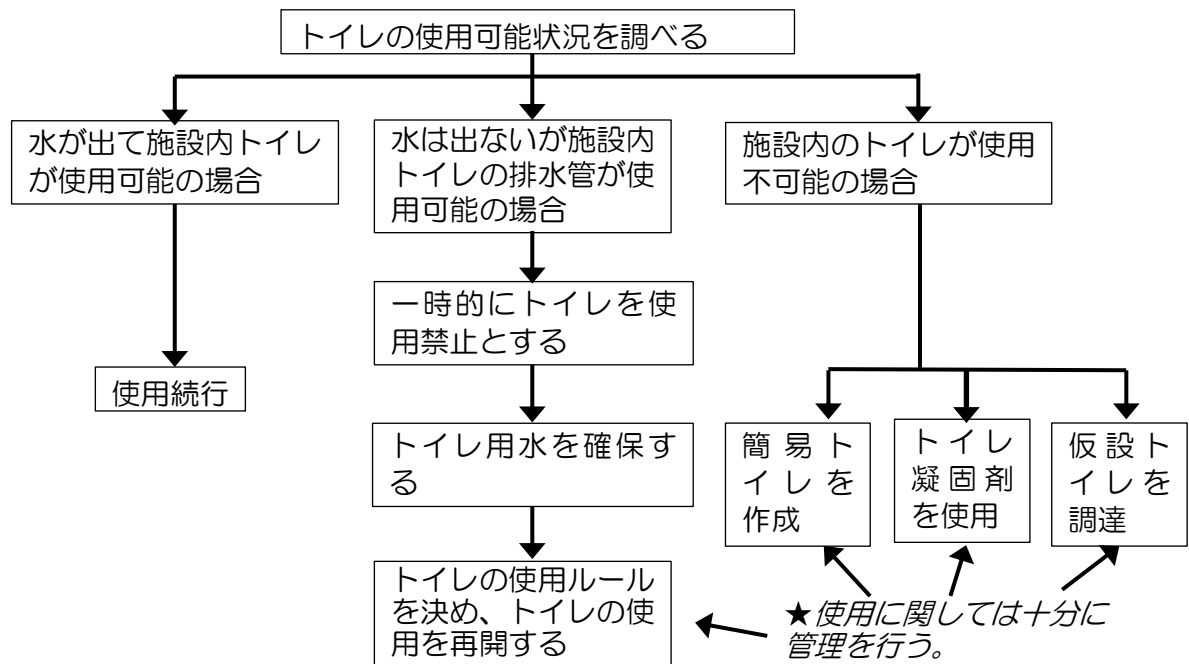 トイレの使用可能状況を調べる
水が出て施設内トイレ
が使用可能の場合
水は出ないが施設内
トイレの排水管が使
用可能の場合
施設内のトイレが使用
不可能の場合
一時的にトイレを使
用禁止とする
使用続行
トイレ用水を確保す
る
簡易ト
イレを
作成
トイレ
凝固剤
を使用
仮設ト
イレを
調達
トイレの使用ルール
を決め、トイレの使
用を再開する
★使用に関しては十分に
管理を行う。